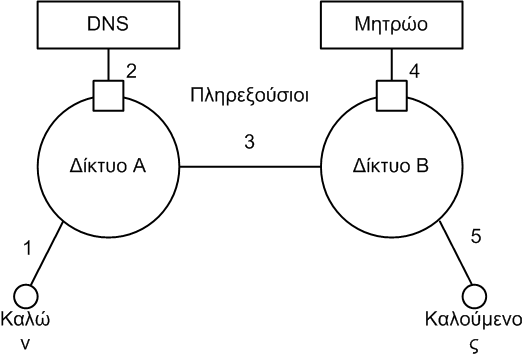 DNS
Μητρώο
2
4
Πληρεξούσιοι
3
Δίκτυο Α
Δίκτυο Β
1
5
Καλώ
ν
Καλούμενο
ς